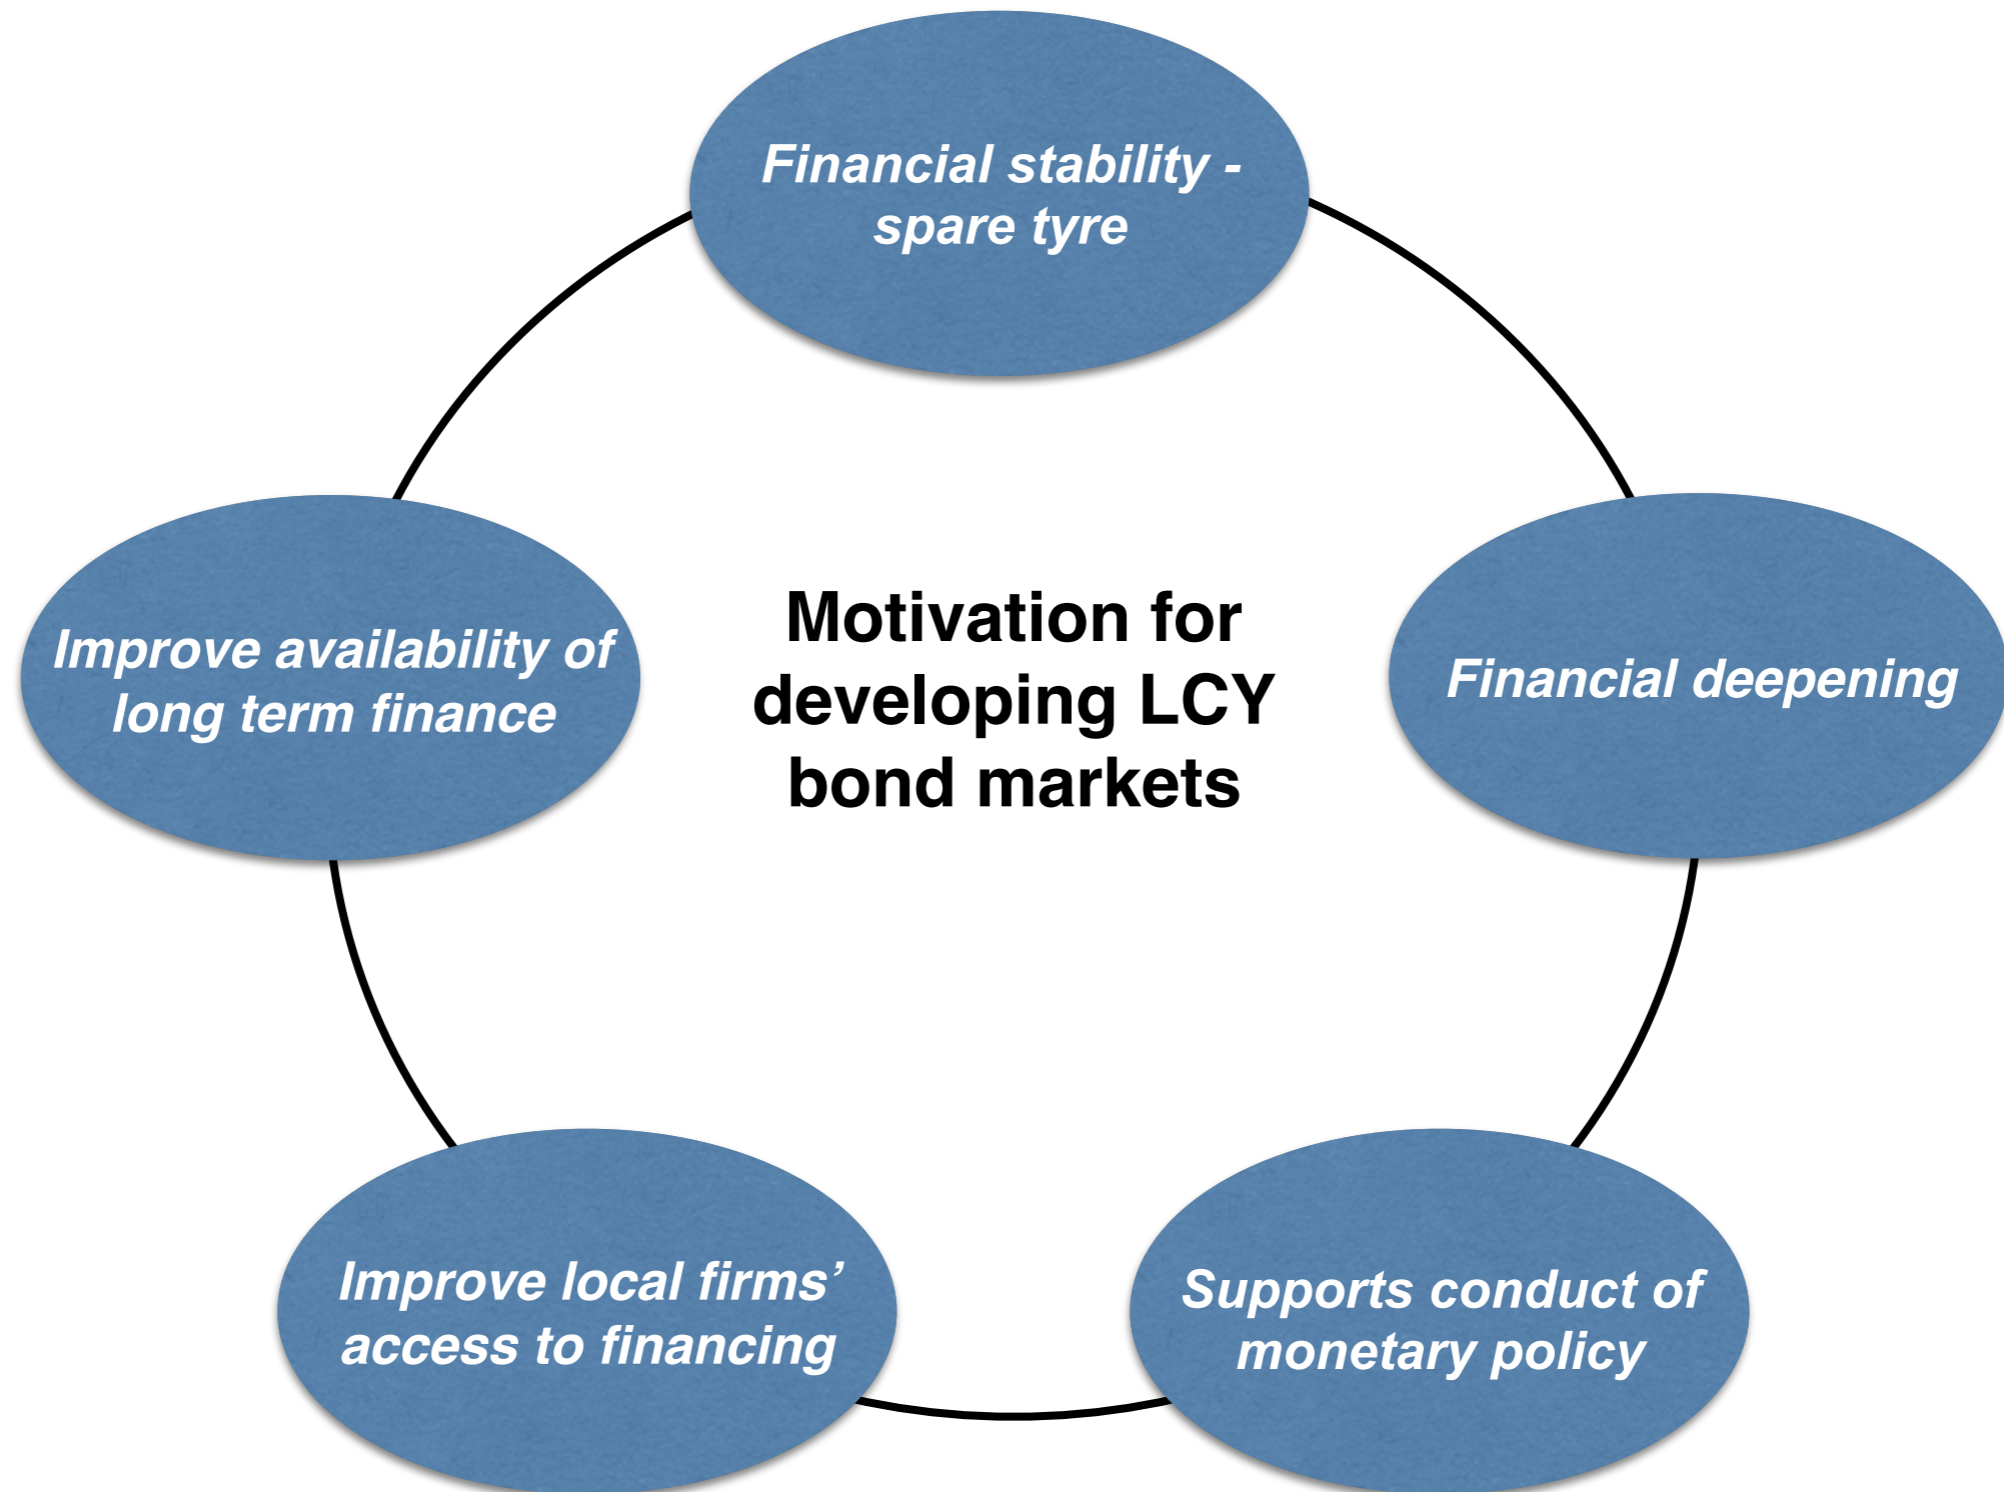 Financial stability -
spare tyre
Improve availability of
long term finance
Motivation for
developing LCY
bond markets
Financial deepening
Improve local firms’
access to financing
Supports conduct of
monetary policy